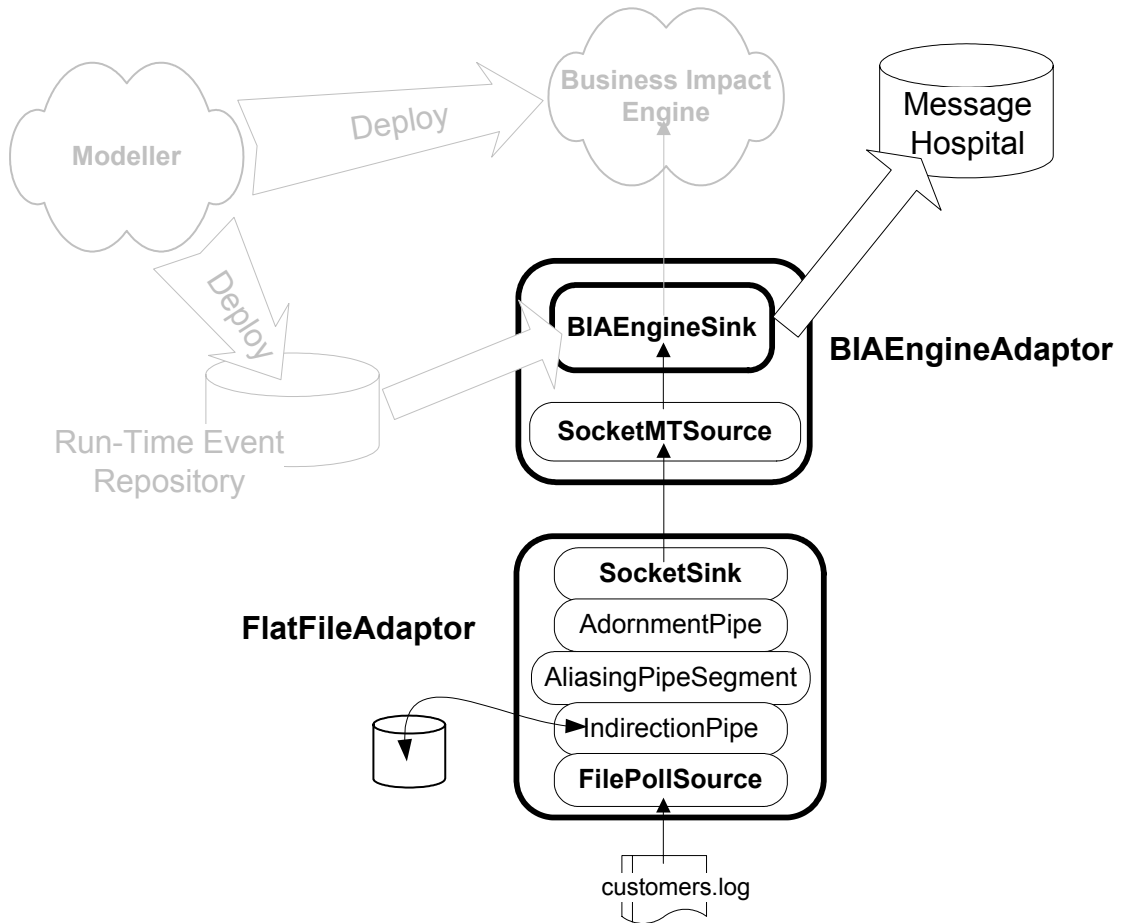 Business Impact
Engine
Message
Hospital
Deploy
Modeller
Deploy
BIAEngineSink
BIAEngineAdaptor
SocketMTSource
Run-Time Event
Repository
SocketSink
FlatFileAdaptor
AdornmentPipe
AliasingPipeSegment
IndirectionPipe
FilePollSource
customers.log